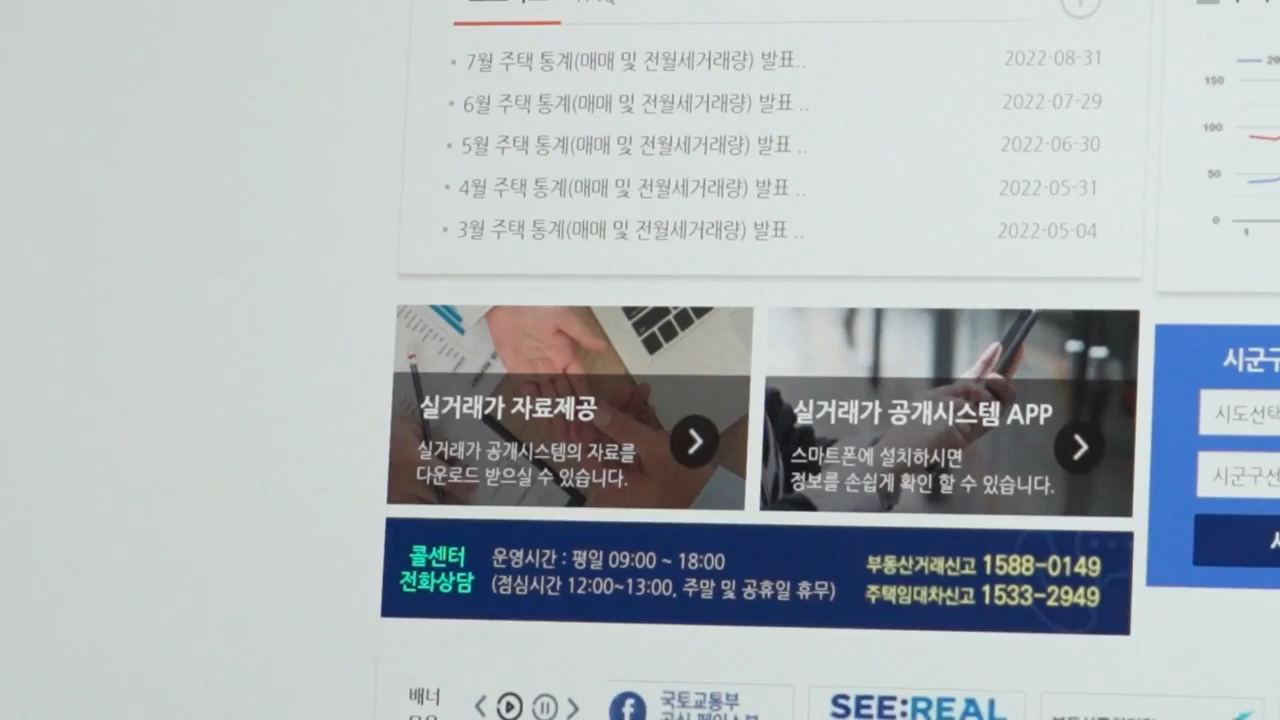 7월 주택 통계(매매 및 전월세거래량) 발표.. 2022-08-31
6월 주택 통계(매매 및 전월세거래량) 발표 .. 2022-07-29
5월 주택 통계(매매 및 전월세거래량) 발표 .. 2022-06-30
4월 주택 통계(매매 및 전월세거래량) 발표 .. 2022-05-31
3월 주택 통계(매매 및 전월세거래량) 발표 .. 2022-05-04
150
100
50
0
1
실거래가 자료제공
실거래가 공개시스템의 자료를
다운로드 받으실 수 있습니다.
실거래가 공개시스템 APP
스마트폰에 설치하시면
정보를 손쉽게 확인 할 수 있습니다.
시군구
시도선택
시군구선
콜센터
전화상담
운영시간 : 평일 09:00 ~ 18:00
(점심시간 12:00~13:00, 주말 및 공휴일 휴무)
부동산거래신고 1588-0149
주택임대차신고 1533-2949
배너
국토교통부
SEE:REAL